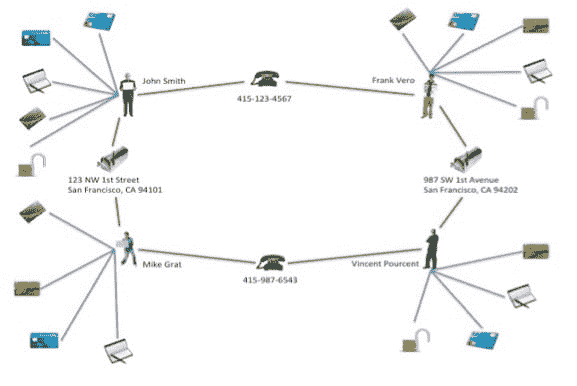 John Smith
Frank Vero
415-123-4567
123 NW 1st Street
San Francisco, CA 94101
987 SW 1st Avenue
San Francisco, CA 94202
Mike Grat
Vincent Pourcent
415-987-6543